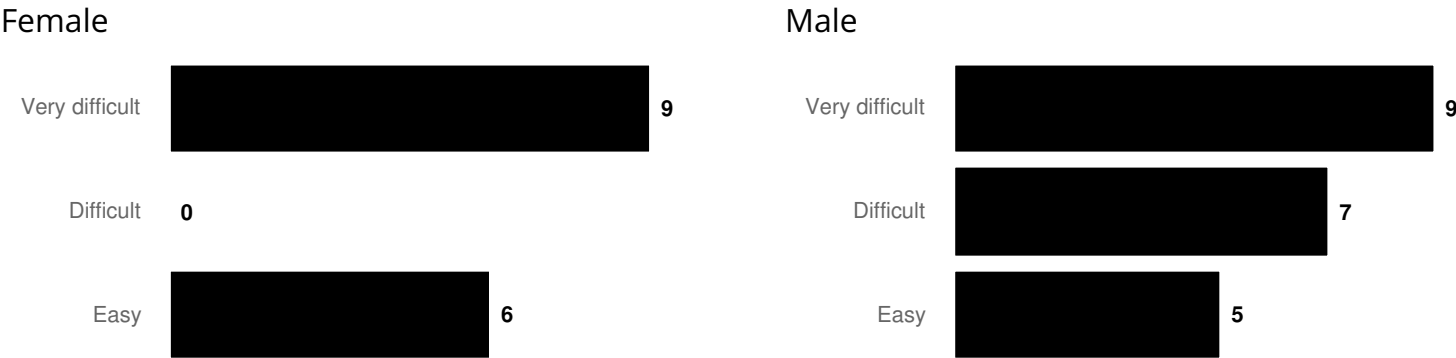 Female
Very difficult 9
Difficult 0
Easy 6
Male
Very difficult 9
Difficult 7
Easy 5